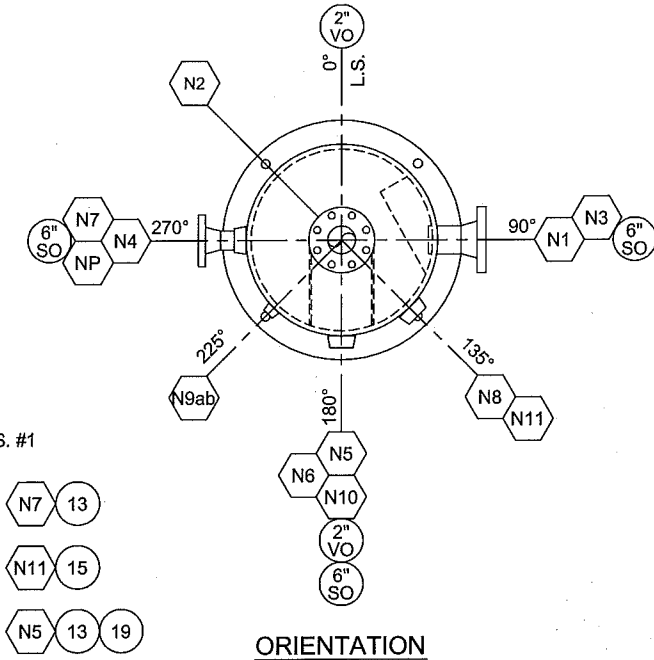 2"
VO
0°
L.S.
N2
N7
6"
SO
N4
NP
270°
90°
N1
N3
6"
SO
225°
135°
N9ab
180°
N8
N11
N5
N6
N10
2"
VO
6"
SO
S. #1
N7 13
N11 15
N5 13 19
ORIENTATION